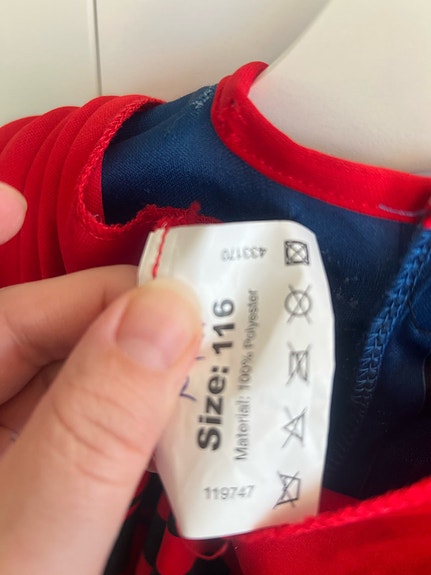 433170
Size: 116
Material: 100% Polyester
119747